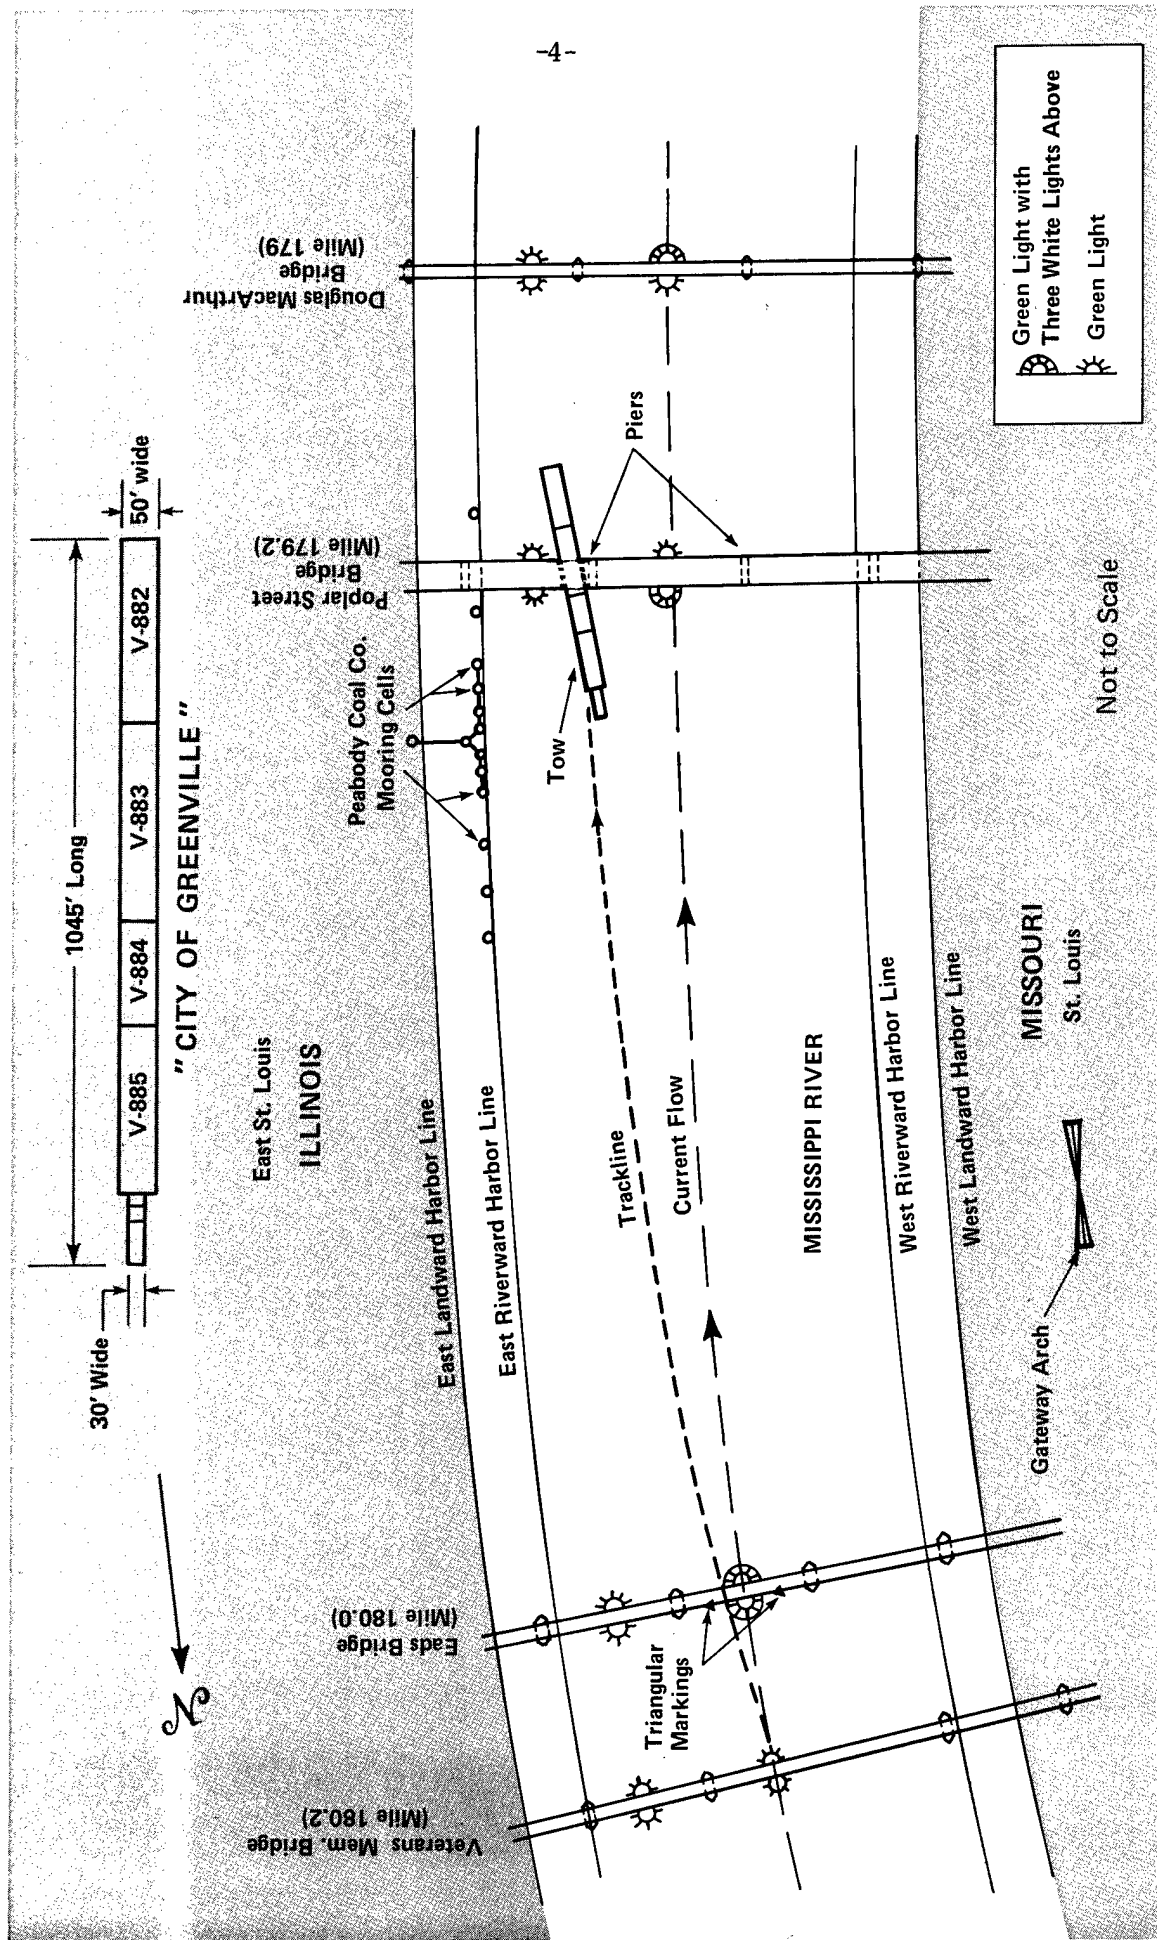 -4-
1045' Long
50' wide
V-885
V-884
V-883
V-882
30' Wide
"CITY OF GREENVILLE"
N
East St. Louis
ILLINOIS
Veterans Mem. Bridge
(Mile 180.2)
Eads Bridge
(Mile 180.0)
Peabody Coal Co.
Mooring Cells
Poplar Street
Bridge
(Mile 179.2)
Douglas MacArthur
Bridge
(Mile 179)
East Landward Harbor Line
East Riverward Harbor Line
Triangular
Markings
Trackline
Tow
Piers
Current Flow
MISSISSIPPI RIVER
West Riverward Harbor Line
West Landward Harbor Line
Gateway Arch
MISSOURI
St. Louis
Not to Scale
Green Light with
Three White Lights Above
Green Light